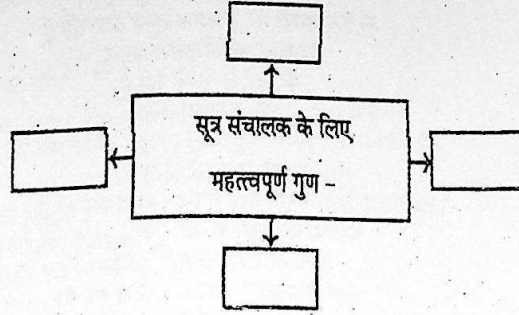 सूत्र संचालक के लिए
महत्त्वपूर्ण गुण –